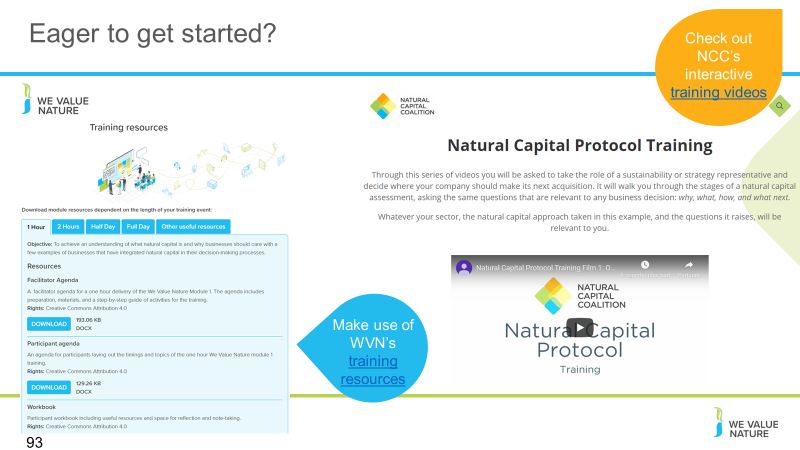 Eager to get started?
Check out
NCC's
interactive
training videos
WE VALUE
NATURE
Training resources
Download module resources dependent on the length of your training event:
1 Hour
2 Hours
Half Day
Full Day
Other useful resources
Objective: To achieve an understanding of what natural capital is and why businesses should care with a
few examples of businesses that have integrated natural capital in their decision-making processes.
Resources
Facilitator Agenda
A facilitator agenda for a one hour delivery of the We Value Nature Module 1. The agenda includes
preparation, materials, and a step-by-step guide of activities for the training.
Rights: Creative Commons Attribution 4.0
DOWNLOAD
193.06 KB
DOCX
Participant agenda
An agenda for participants laying out the timings and topics of the one hour We Value Nature module 1
training.
Rights: Creative Commons Attribution 4.0
DOWNLOAD
129.26 KB
DOCX
Workbook
Participant workbook including useful resources and space for reflection and note-taking.
Rights: Creative Commons Attribution 4.0
Make use of
WVN's
training
resources
NATURAL
CAPITAL
COALITION
Natural Capital Protocol Training
Through this series of videos you will be asked to take the role of a sustainability or strategy representative and
decide where your company should make its next acquisition. It will walk you through the stages of a natural capital
assessment, asking the same questions that are relevant to any business decision: why, what, how, and what next.
Whatever your sector, the natural capital approach taken in this example, and the questions it raises, will be
relevant to you.
Natural Capital Protocol Training Film 1: D...
NATURAL
CAPITAL
COALITION
Natural Capital
Protocol
Training
WE VALUE
NATURE
93